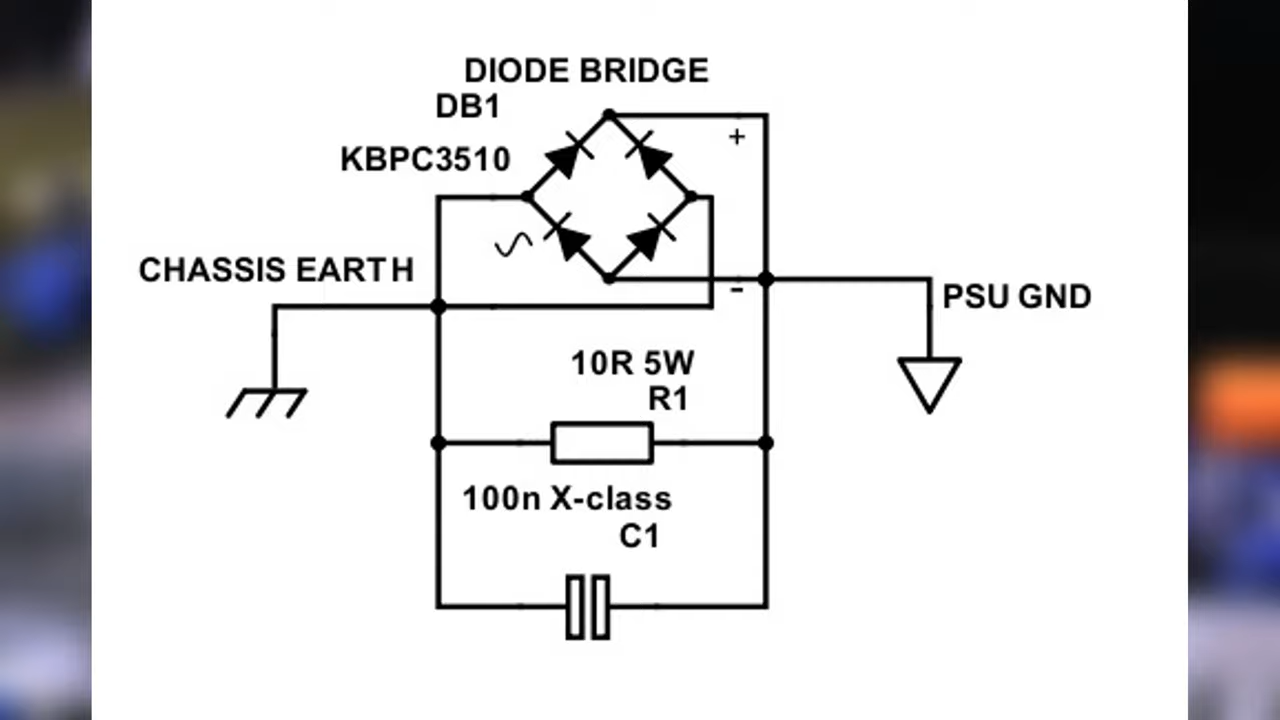 DIODE BRIDGE
DB1
KBPC3510
+
CHASSIS EARTH
-
PSU GND
10R 5W
R1
100n X-class
C1